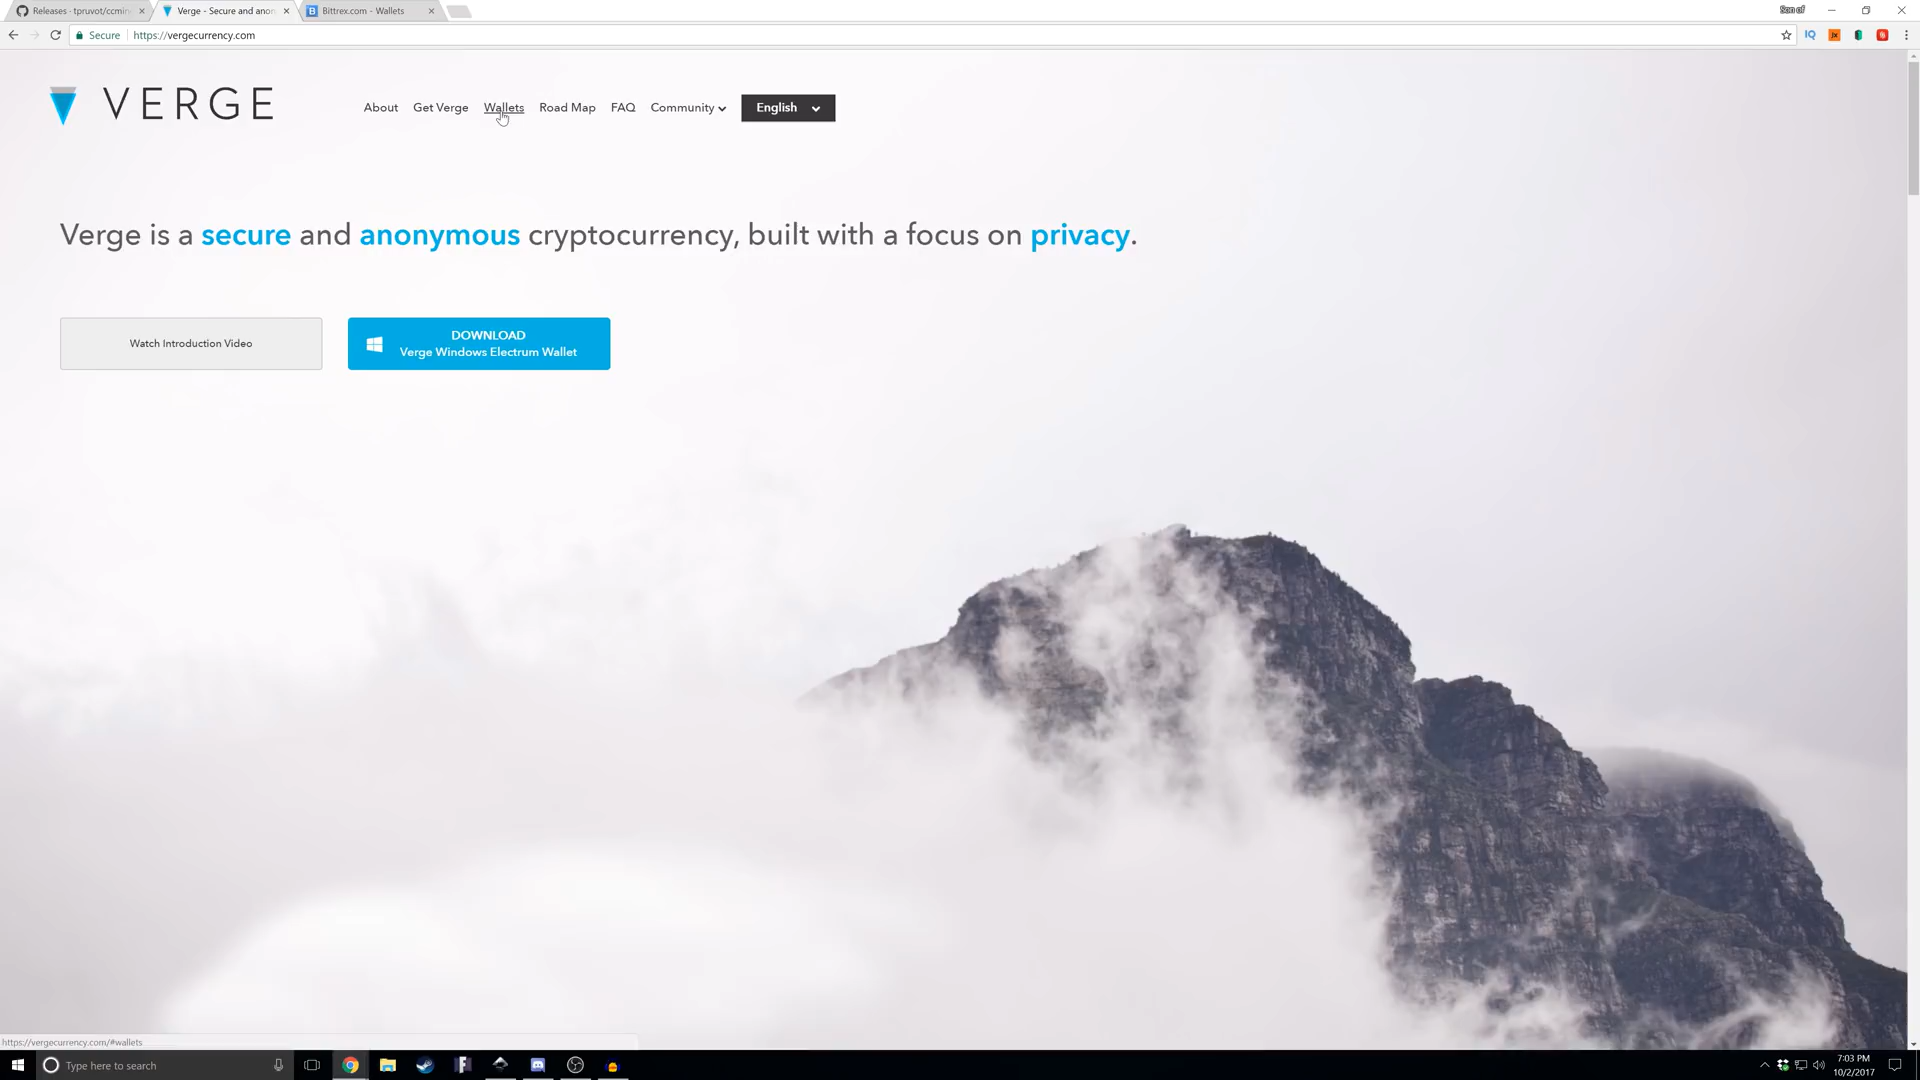 Releases · tpruvot/ccmin
Verge - Secure and anon
Bittrex.com - Wallets
Son of
Secure
https://vergecurrency.com
IQ
VERGE
About
Get Verge
Wallets
Road Map
FAQ
Community
English
Verge is a secure and anonymous cryptocurrency, built with a focus on privacy.
Watch Introduction Video
DOWNLOAD
Verge Windows Electrum Wallet
https://vergecurrency.com/#wallets
Type here to search
7:03 PM
10/2/2017